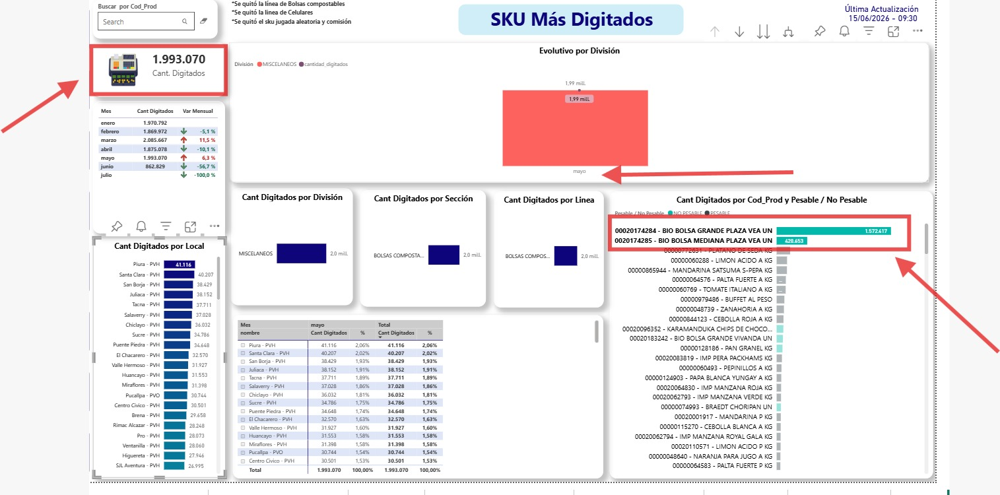 Buscar por Cod_Prod
Search
*Se quitó la línea de Bolsas compostables
*Se quitó la linea de Celulares
*Se quitó el sku jugada aleatoria y comisión
SKU Más Digitados
Última Actualización
15/06/2026 - 09:30
1.993.070
Cant. Digitados
Mes Cant Digitados Var Mensual
enero 1.970.792
febrero 1.869.972 -5,1 %
marzo 2.085.667 11,5 %
abril 1.875.078 -10,1 %
mayo 1.993.070 6,3 %
junio 862.829 -56,7 %
julio -100,0 %
Evolutivo por División
División MISCELANEOS cantidad_digitados
1,99 mill.
1,99 mill.
mayo
Cant Digitados por Local
Piura - PVH 41.116
Santa Clara - PVH 40.207
San Borja - PVH 38.429
Juliaca - PVH 38.152
Tacna - PVH 37.711
Salaverry - PVH 37.028
Chiclayo - PVH 36.032
Sucre - PVH 34.786
Puente Piedra - PVH 34.648
El Chacarero - PVH 32.570
Valle Hermoso - PVH 31.927
Huancayo - PVH 31.553
Miraflores - PVH 31.398
Pucallpa - PVO 30.744
Centro Civico - PVH 30.501
Brena - PVH 29.658
Rimac Alcazar - PVH 28.248
Pro - PVH 28.073
Ventanilla - PVH 28.060
Higuereta - PVH 27.946
SJL Aventura - PVH 26.995
Cant Digitados por División
MISCELANEOS 2,0 mill.
Cant Digitados por Sección
BOLSAS COMPOSTA... 2,0 mill.
Cant Digitados por Linea
BOLSAS COMPOS... 2,0 mill.
Mes mayo Total
nombre Cant Digitados % Cant Digitados %
Piura - PVH 41.116 2,06% 41.116 2,06%
Santa Clara - PVH 40.207 2,02% 40.207 2,02%
San Borja - PVH 38.429 1,93% 38.429 1,93%
Juliaca - PVH 38.152 1,91% 38.152 1,91%
Tacna - PVH 37.711 1,89% 37.711 1,89%
Salaverry - PVH 37.028 1,86% 37.028 1,86%
Chiclayo - PVH 36.032 1,81% 36.032 1,81%
Sucre - PVH 34.786 1,75% 34.786 1,75%
Puente Piedra - PVH 34.648 1,74% 34.648 1,74%
El Chacarero - PVH 32.570 1,63% 32.570 1,63%
Valle Hermoso - PVH 31.927 1,60% 31.927 1,60%
Huancayo - PVH 31.553 1,58% 31.553 1,58%
Miraflores - PVH 31.398 1,58% 31.398 1,58%
Pucallpa - PVO 30.744 1,54% 30.744 1,54%
Centro Civico - PVH 30.501 1,53% 30.501 1,53%
Total 1.993.070 100,00% 1.993.070 100,00%
Cant Digitados por Cod_Prod y Pesable / No Pesable
Pesable / No Pesable NO PESABLE PESABLE
00020174284 - BIO BOLSA GRANDE PLAZA VEA UN 1.572.417
0020174285 - BIO BOLSA MEDIANA PLAZA VEA UN 420.653
00000772631 - PLATANO DE SEDA KG
00000060288 - LIMON ACIDO A KG
00000865944 - MANDARINA SATSUMA S-PEPA KG
00000064576 - PALTA FUERTE A KG ...
00000060769 - TOMATE ITALIANO A KG ...
00000979486 - BUFFET AL PESO
00000048739 - ZANAHORIA A KG
00000844123 - CEBOLLA ROJA A KG
00020096352 - KARAMANDUKA CHIPS DE CHOCO...
00020183242 - BIO BOLSA GRANDE VIVANDA UN
00000128186 - PAN GRANEL KG
00020083819 - IMP PERA PACKHAMS KG
00000060493 - PEPINILLOS A KG
00000124903 - PAPA BLANCA YUNGAY A KG
00020064830 - IMP MANZANA ROJA KG
00020062793 - IMP MANZANA VERDE KG
00000074993 - BRAEDT CHORIPAN UN
00020001917 - MANDARINA P KG
00000115270 - CEBOLLA BLANCA A KG
00020062794 - IMP MANZANA ROYAL GALA KG
00020110571 - LIMON ACIDO P KG
00000048640 - NARANJA PARA JUGO A KG
00000064583 - PALTA FUERTE P KG